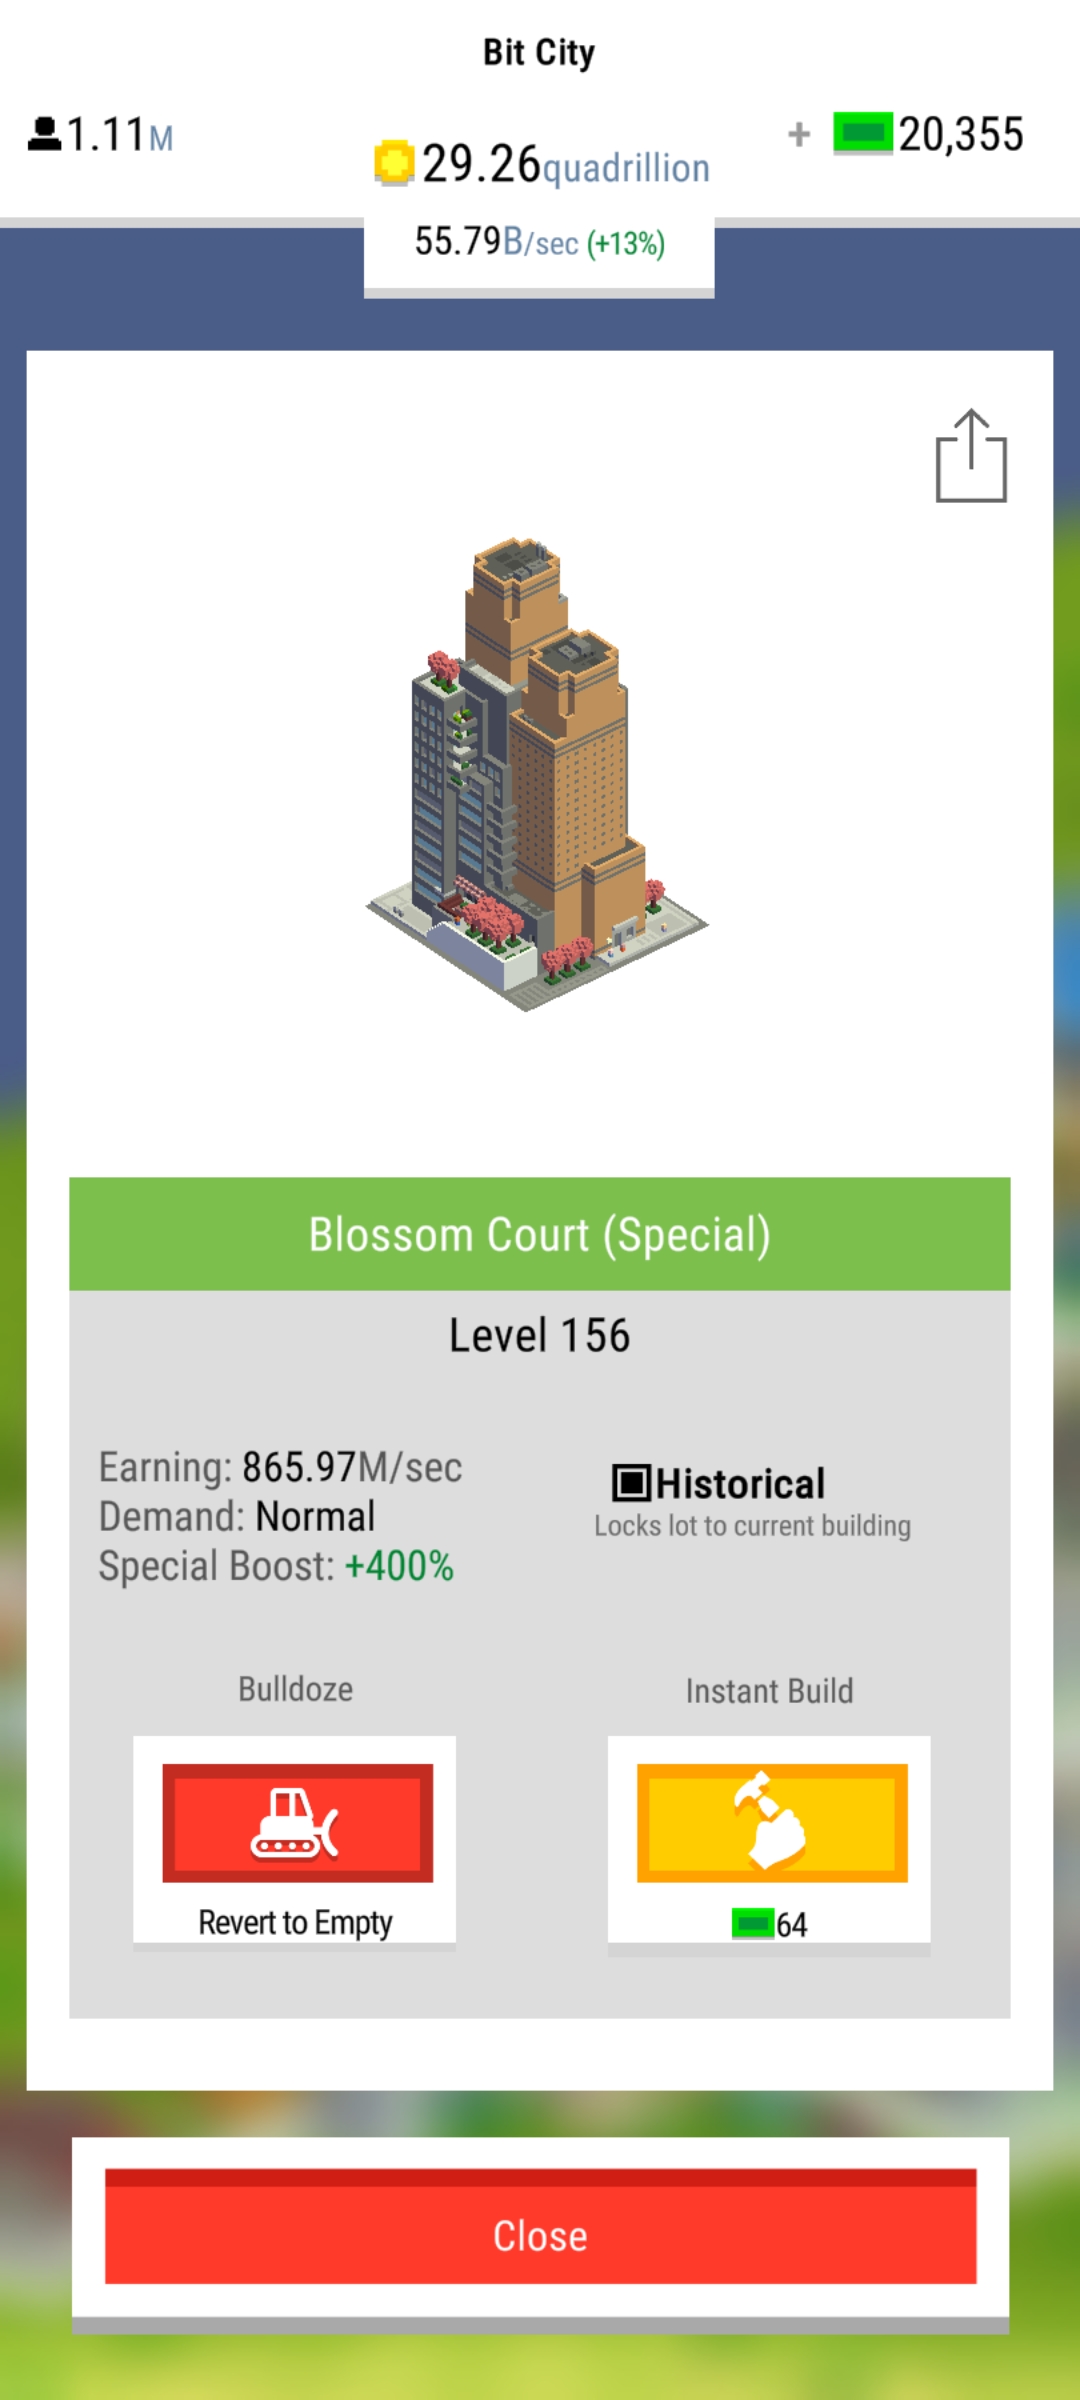 Bit City
1.11M
29.26quadrillion
+ 20,355
55.79B/sec (+13%)
Blossom Court (Special)
Level 156
Earning: 865.97M/sec
Demand: Normal
Special Boost: +400%
Historical
Locks lot to current building
Bulldoze
Instant Build
Revert to Empty
64
Close